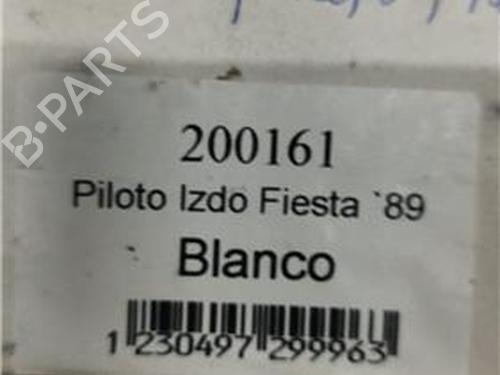 200161
Piloto Izdo Fiesta `89
Blanco
1 230497 299963
B-PARTS